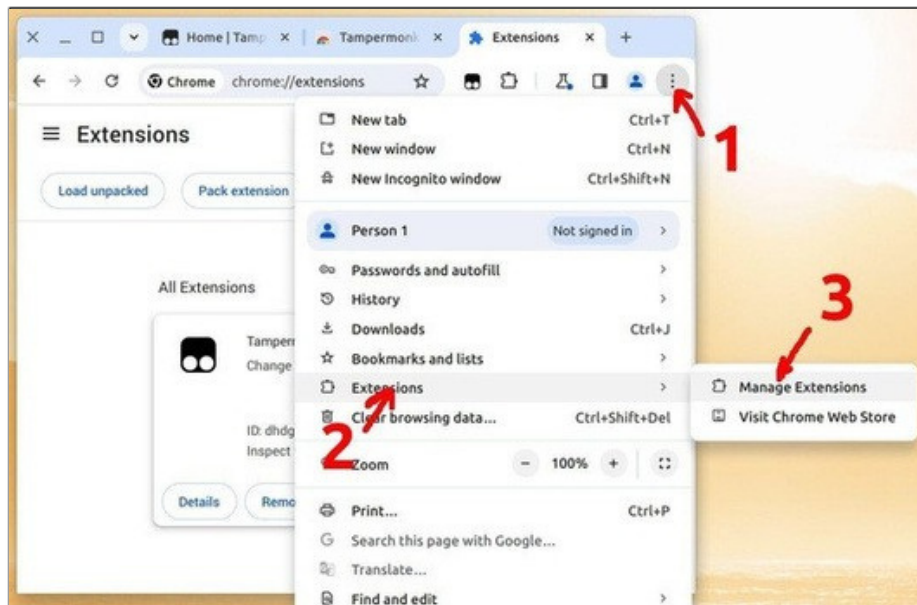 Home | Tamp
Tampermonk
Extensions
Chrome chrome://extensions
1
Extensions
Load unpacked
Pack extension
All Extensions
Tamper
Change
ID: dhdg
Inspect
Details
Remo
New tab Ctrl+T
New window Ctrl+N
New Incognito window Ctrl+Shift+N
Person 1 Not signed in
Passwords and autofill
History
Downloads Ctrl+J
Bookmarks and lists
Extensions
2
Clear browsing data... Ctrl+Shift+Del
Zoom - 100% +
Print... Ctrl+P
Search this page with Google...
Translate...
Find and edit
3
Manage Extensions
Visit Chrome Web Store